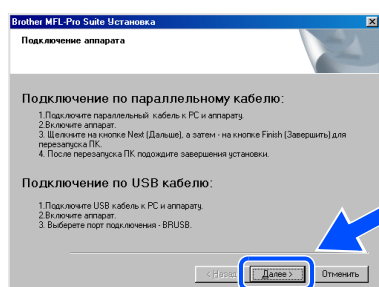 Brother MFL-Pro Suite Установка
Подключение аппарата
Подключение по параллельному кабелю:
1.Подключите параллельный кабель к PC и аппарату.
2.Включите аппарат.
3. Щелкните на кнопке Next (Дальше), а затем - на кнопке Finish (Завершить) для
перезапуска ПК.
4. После перезапуска ПК подождите завершения установки.
Подключение по USB кабелю:
1.Подключите USB кабель к PC и аппарату.
2.Включите аппарат.
3. Выберете порт подключения - BRUSB.
< Назад Далее > Отменить